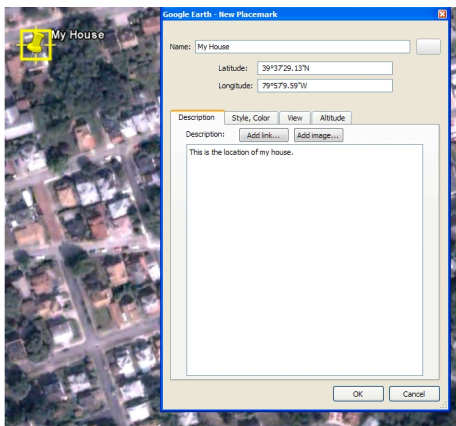 Google Earth - New Placemark
My House
Name: My House
Latitude: 39°37'29.13"N
Longitude: 79°57'9.59"W
Description Style, Color View Altitude
Description: Add link... Add image...
This is the location of my house.
OK Cancel